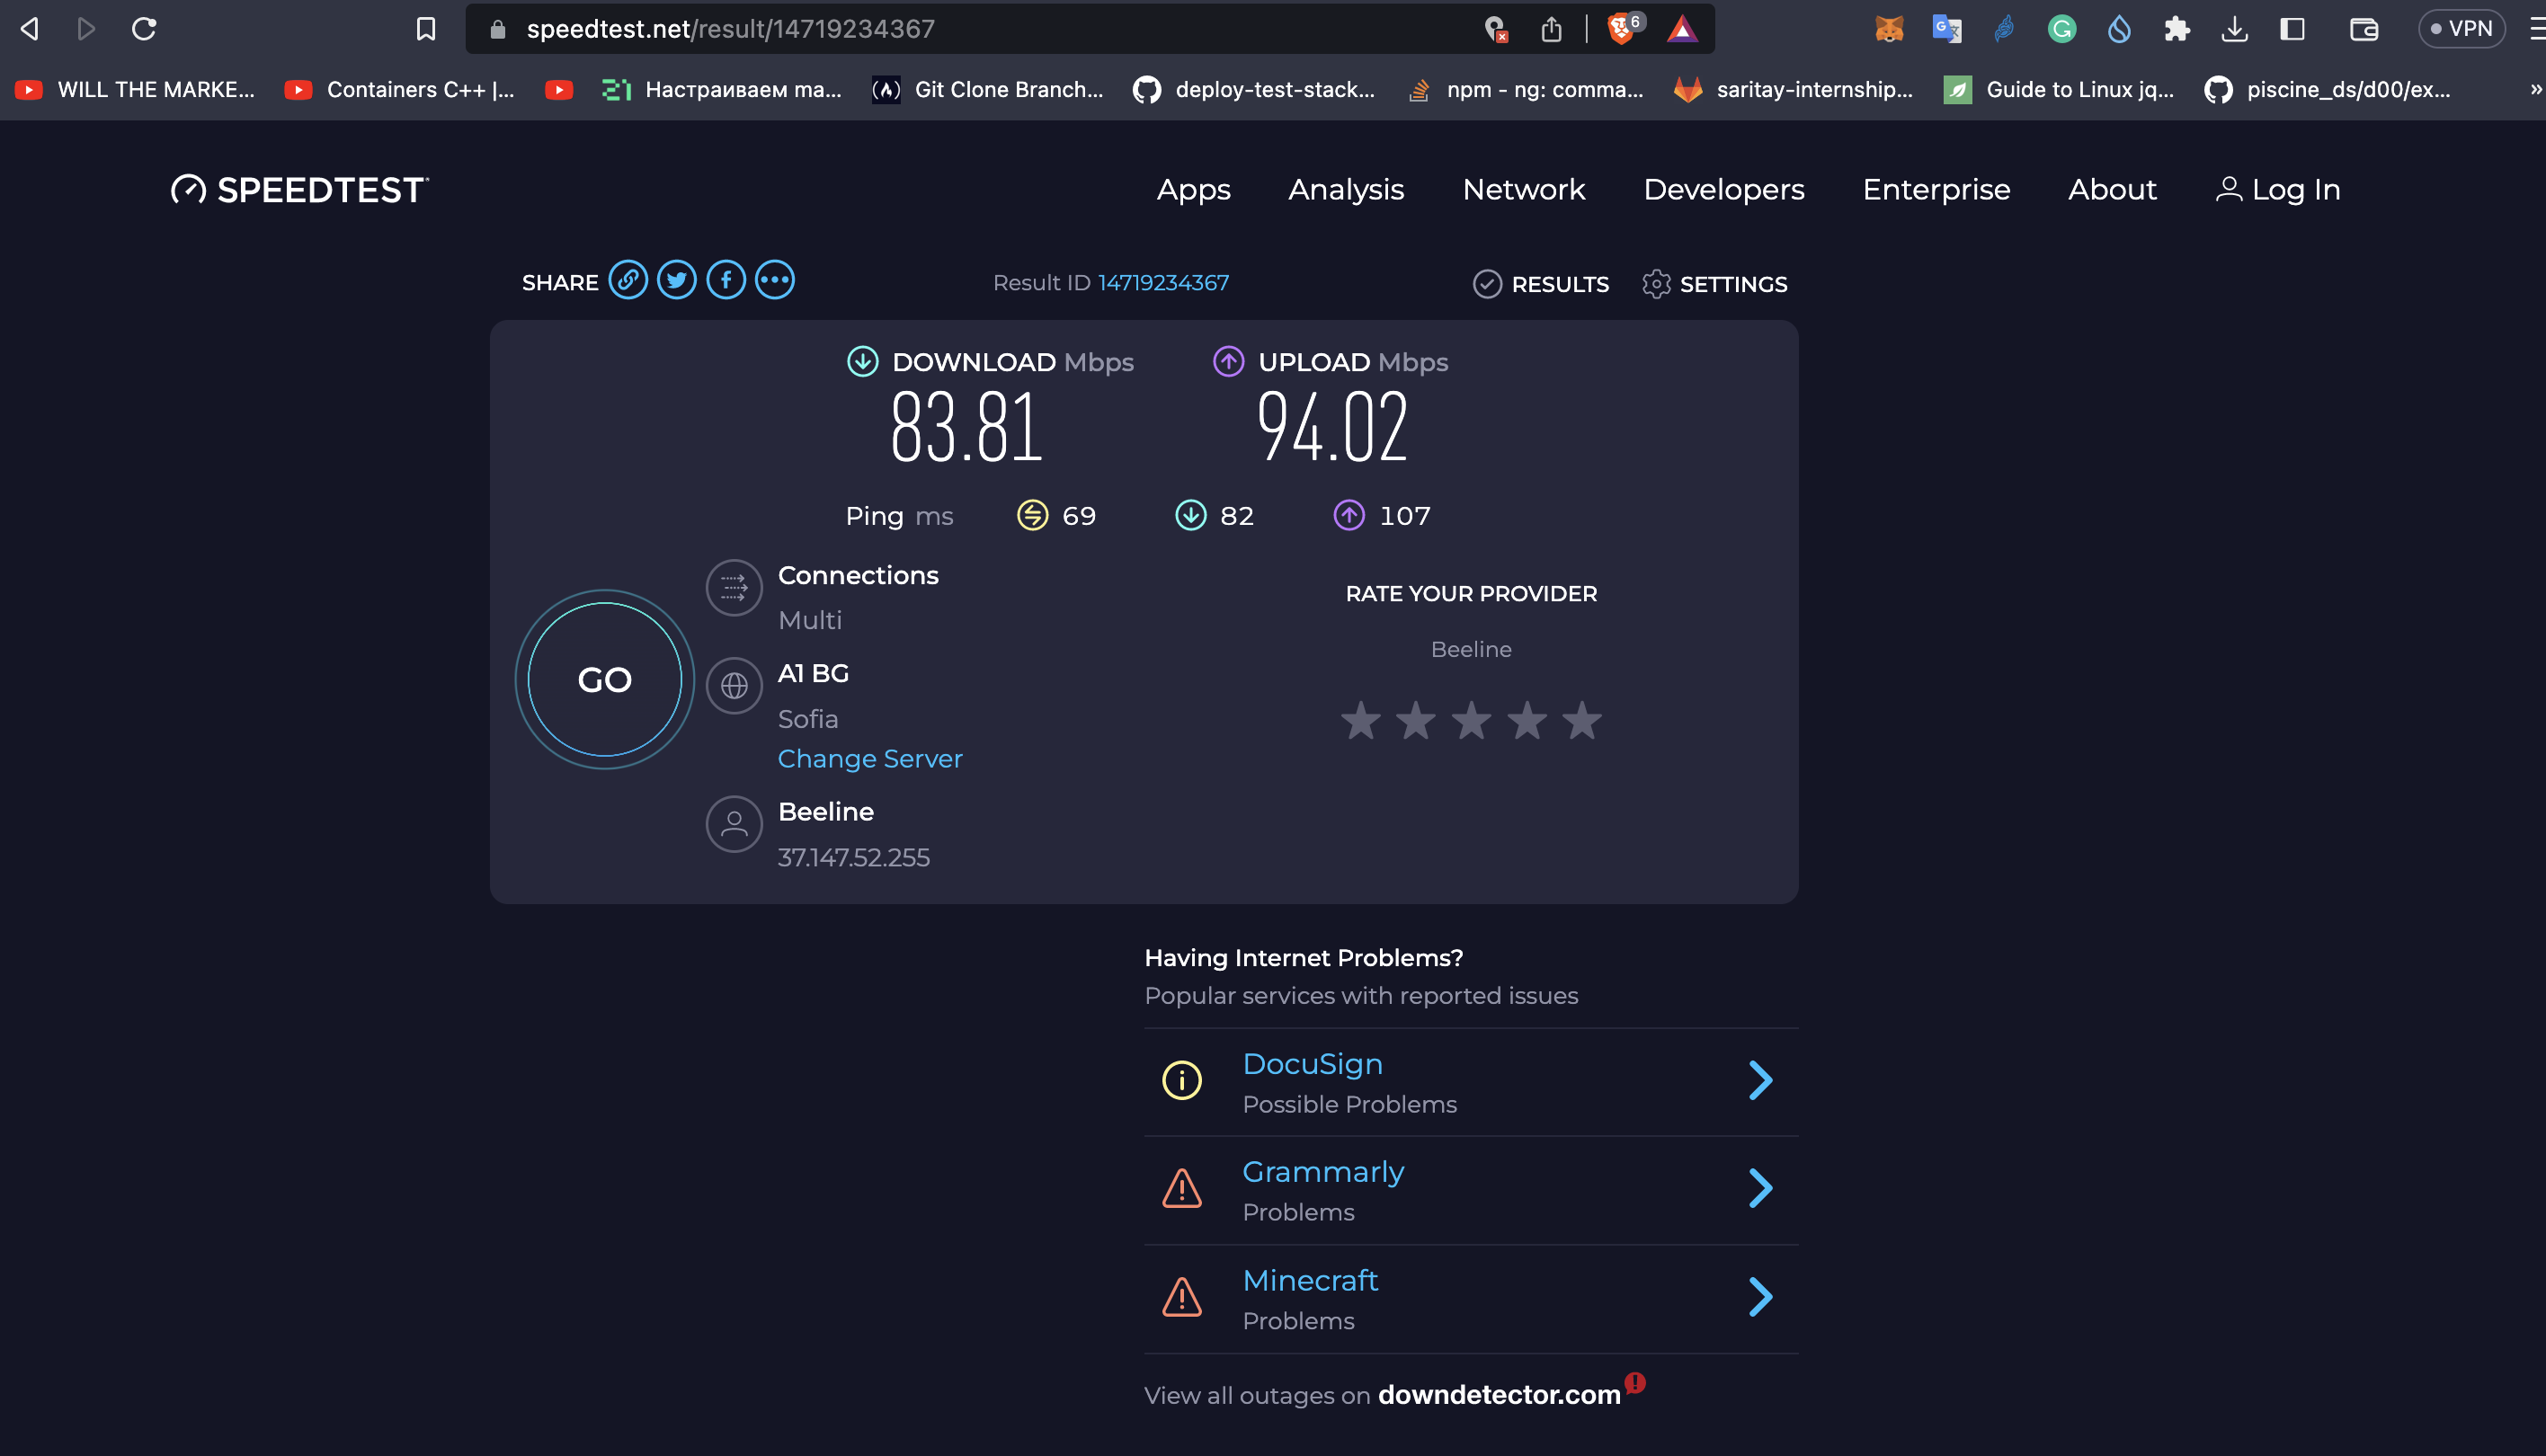 speedtest.net/result/14719234367
6
VPN
WILL THE MARKE...
Containers C++ |...
Настраиваем ma...
Git Clone Branch...
deploy-test-stack...
npm - ng: comma...
saritay-internship...
Guide to Linux jq...
piscine_ds/d00/ex...
»
SPEEDTEST
Apps
Analysis
Network
Developers
Enterprise
About
Log In
SHARE
Result ID 14719234367
RESULTS
SETTINGS
DOWNLOAD Mbps
83.81
UPLOAD Mbps
94.02
Ping ms
69
82
107
GO
Connections
Multi
A1 BG
Sofia
Change Server
Beeline
37.147.52.255
RATE YOUR PROVIDER
Beeline
Having Internet Problems?
Popular services with reported issues
DocuSign
Possible Problems
Grammarly
Problems
Minecraft
Problems
View all outages on downdetector.com